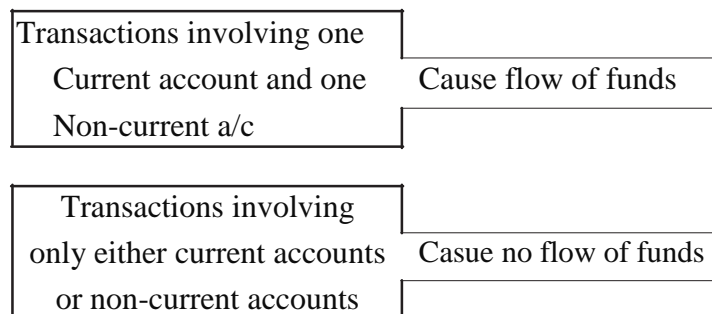 Transactions involving one
Current account and one Cause flow of funds
Non-current a/c
Transactions involving
only either current accounts Casue no flow of funds
or non-current accounts